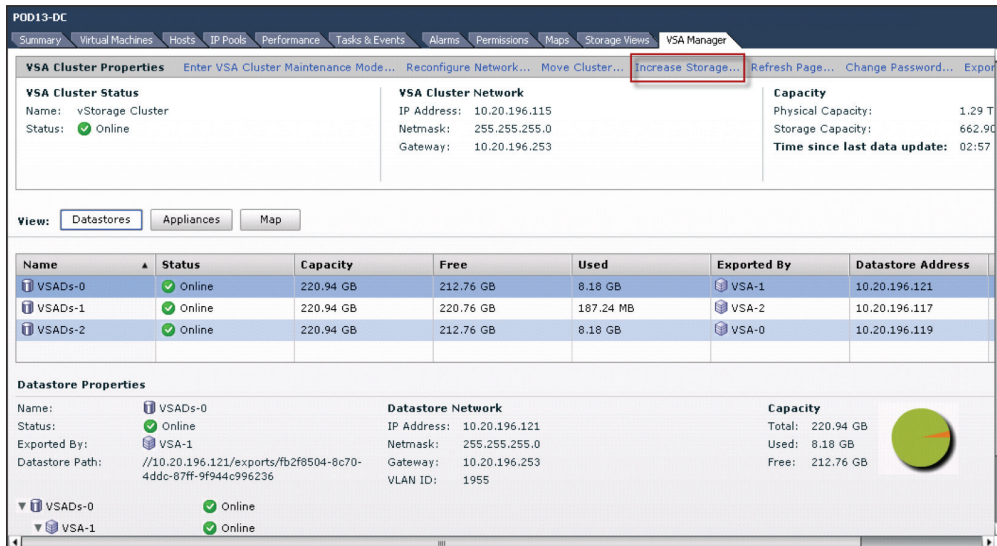 POD13-DC
Summary Virtual Machines Hosts IP Pools Performance Tasks & Events Alarms Permissions Maps Storage Views VSA Manager
VSA Cluster Properties Enter VSA Cluster Maintenance Mode... Reconfigure Network... Move Cluster... Increase Storage... Refresh Page... Change Password... Expor
VSA Cluster Status VSA Cluster Network Capacity
Name: vStorage Cluster IP Address: 10.20.196.115 Physical Capacity: 1.29 T
Status: Online Netmask: 255.255.255.0 Storage Capacity: 662.90
Gateway: 10.20.196.253 Time since last data update: 02:57
View: Datastores Appliances Map
Name Status Capacity Free Used Exported By Datastore Address
VSADs-0 Online 220.94 GB 212.76 GB 8.18 GB VSA-1 10.20.196.121
VSADs-1 Online 220.94 GB 220.76 GB 187.24 MB VSA-2 10.20.196.117
VSADs-2 Online 220.94 GB 212.76 GB 8.18 GB VSA-0 10.20.196.119
Datastore Properties
Name: VSADs-0 Datastore Network Capacity
Status: Online IP Address: 10.20.196.121 Total: 220.94 GB
Exported By: VSA-1 Netmask: 255.255.255.0 Used: 8.18 GB
Datastore Path: //10.20.196.121/exports/fb2f8504-8c70- Gateway: 10.20.196.253 Free: 212.76 GB
4ddc-87ff-9f944c996236 VLAN ID: 1955
VSADs-0 Online
VSA-1 Online